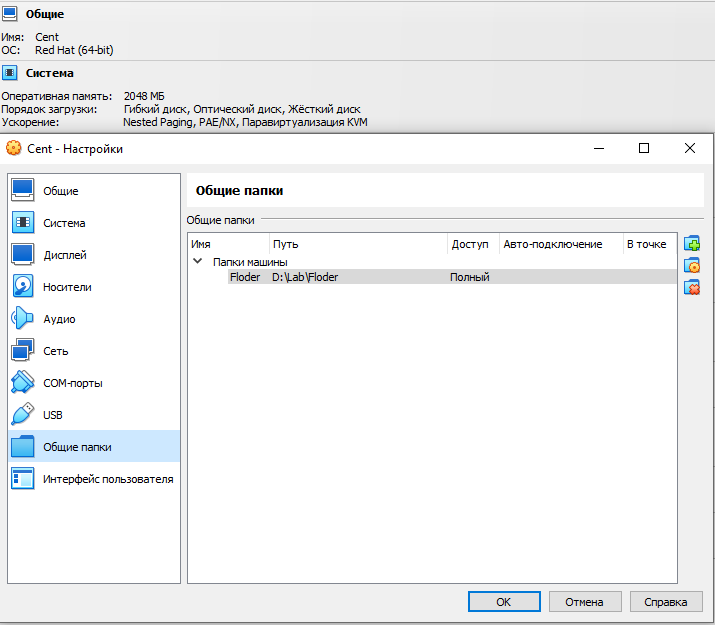 Общие
Имя: Cent
ОС: Red Hat (64-bit)
Система
Оперативная память: 2048 МБ
Порядок загрузки: Гибкий диск, Оптический диск, Жёсткий диск
Ускорение: Nested Paging, PAE/NX, Паравиртуализация KVM
Cent - Настройки
Общие
Система
Дисплей
Носители
Аудио
Сеть
COM-порты
USB
Общие папки
Интерфейс пользователя
Общие папки
Общие папки
Имя Путь Доступ Авто-подключение В точке
Папки машины
Floder D:\Lab\Floder Полный
OK Отмена Справка